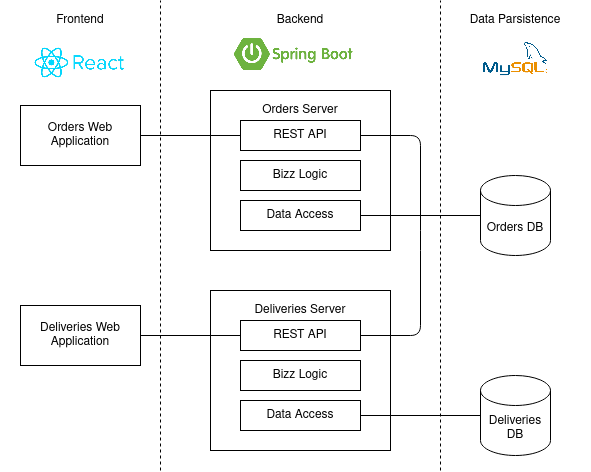 Frontend
Backend
Data Parsistence
React
Spring Boot
MySQL
Orders Web
Application
Orders Server
REST API
Bizz Logic
Data Access
Orders DB
Deliveries Web
Application
Deliveries Server
REST API
Bizz Logic
Data Access
Deliveries
DB